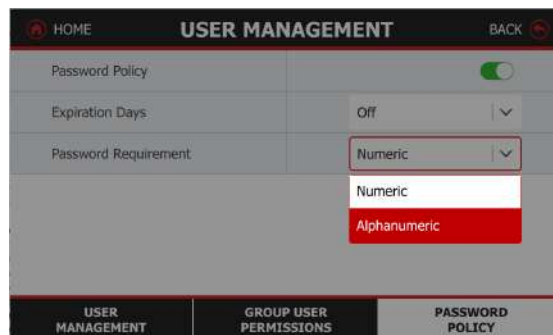 HOME USER MANAGEMENT BACK
Password Policy
Expiration Days Off
Password Requirement Numeric
Numeric
Alphanumeric
USER MANAGEMENT
GROUP USER PERMISSIONS
PASSWORD POLICY